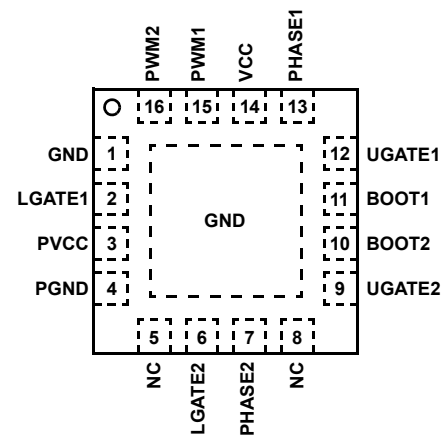 PWM2
PWM1
VCC
PHASE1
16
15
14
13
GND
1
12
UGATE1
LGATE1
2
11
BOOT1
GND
PVCC
3
10
BOOT2
PGND
4
9
UGATE2
5
6
7
8
NC
LGATE2
PHASE2
NC